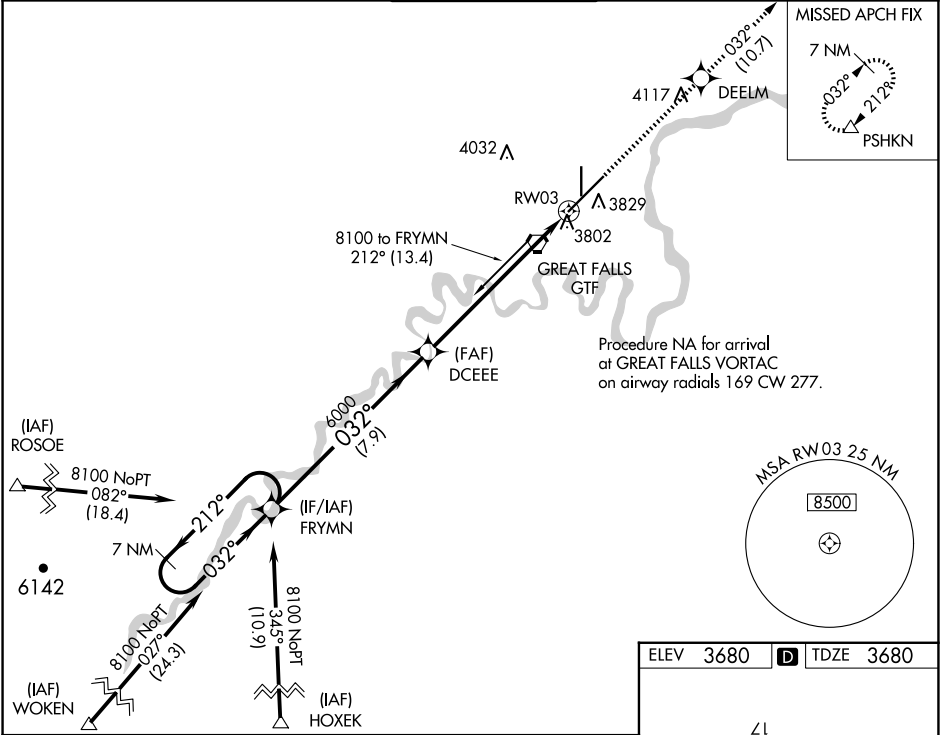 MISSED APCH FIX
7 NM
032°
212°
PSHKN
032°
(10.7)
DEELM
4117
4032
RW03
3829
3802
8100 to FRYMN
212° (13.4)
GREAT FALLS
GTF
(FAF)
DCEEE
Procedure NA for arrival
at GREAT FALLS VORTAC
on airway radials 169 CW 277.
6000
032°
(7.9)
(IAF)
ROSOE
8100 NoPT
082°
(18.4)
212°
(IF/IAF)
FRYMN
7 NM
032°
6142
8100 NoPT
027°
(24.3)
8100 NoPT
345°
(10.9)
(IAF)
WOKEN
(IAF)
HOXEK
MSA RW03 25 NM
8500
ELEV 3680 D TDZE 3680
17